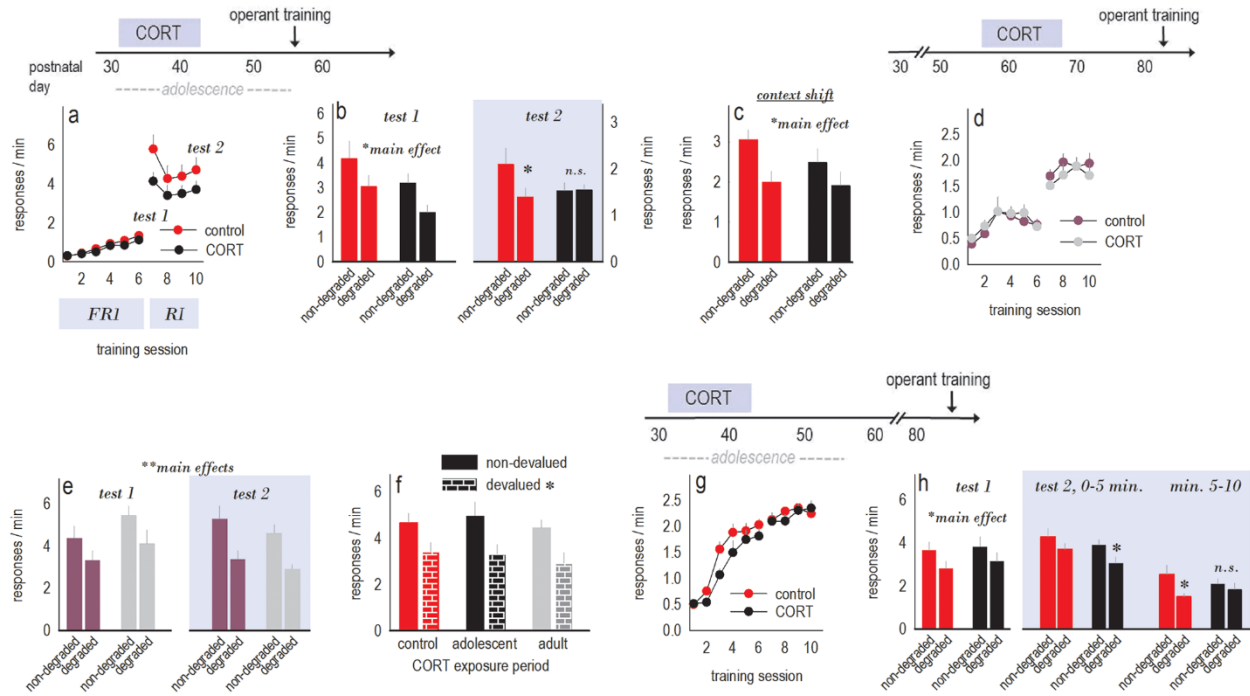 operant training
CORT
postnatal
day
30 40 50 60
adolescence
a
responses / min
6
4
2
0
test 2
test 1
control
CORT
2 4 6 8 10
FR1 RI
training session
b
responses / min
6
5
4
3
2
1
0
test 1
*main effect
test 2
*
n.s.
3
2
1
0
responses / min
non-degraded
degraded
non-degraded
degraded
non-degraded
degraded
non-degraded
degraded
c
context shift
*main effect
responses / min
3
2
1
0
non-degraded
degraded
non-degraded
degraded
operant training
CORT
30 50 60 70 80
d
responses / min
2.5
2.0
1.5
1.0
0.5
0
control
CORT
2 4 6 8 10
training session
e
**main effects
test 1
test 2
responses / min
6
4
2
0
non-degraded
degraded
non-degraded
degraded
non-degraded
degraded
non-degraded
degraded
f
non-devalued
devalued *
responses / min
6
4
2
0
control adolescent adult
CORT exposure period
operant training
CORT
30 40 50 60 80
adolescence
g
responses / min
2.5
2.0
1.5
1.0
0.5
0
control
CORT
2 4 6 8 10
training session
h
test 1
*main effect
test 2, 0-5 min.
min. 5-10
*
*
n.s.
responses / min
6
4
2
0
non-degraded
degraded
non-degraded
degraded
non-degraded
degraded
non-degraded
degraded
non-degraded
degraded
non-degraded
degraded